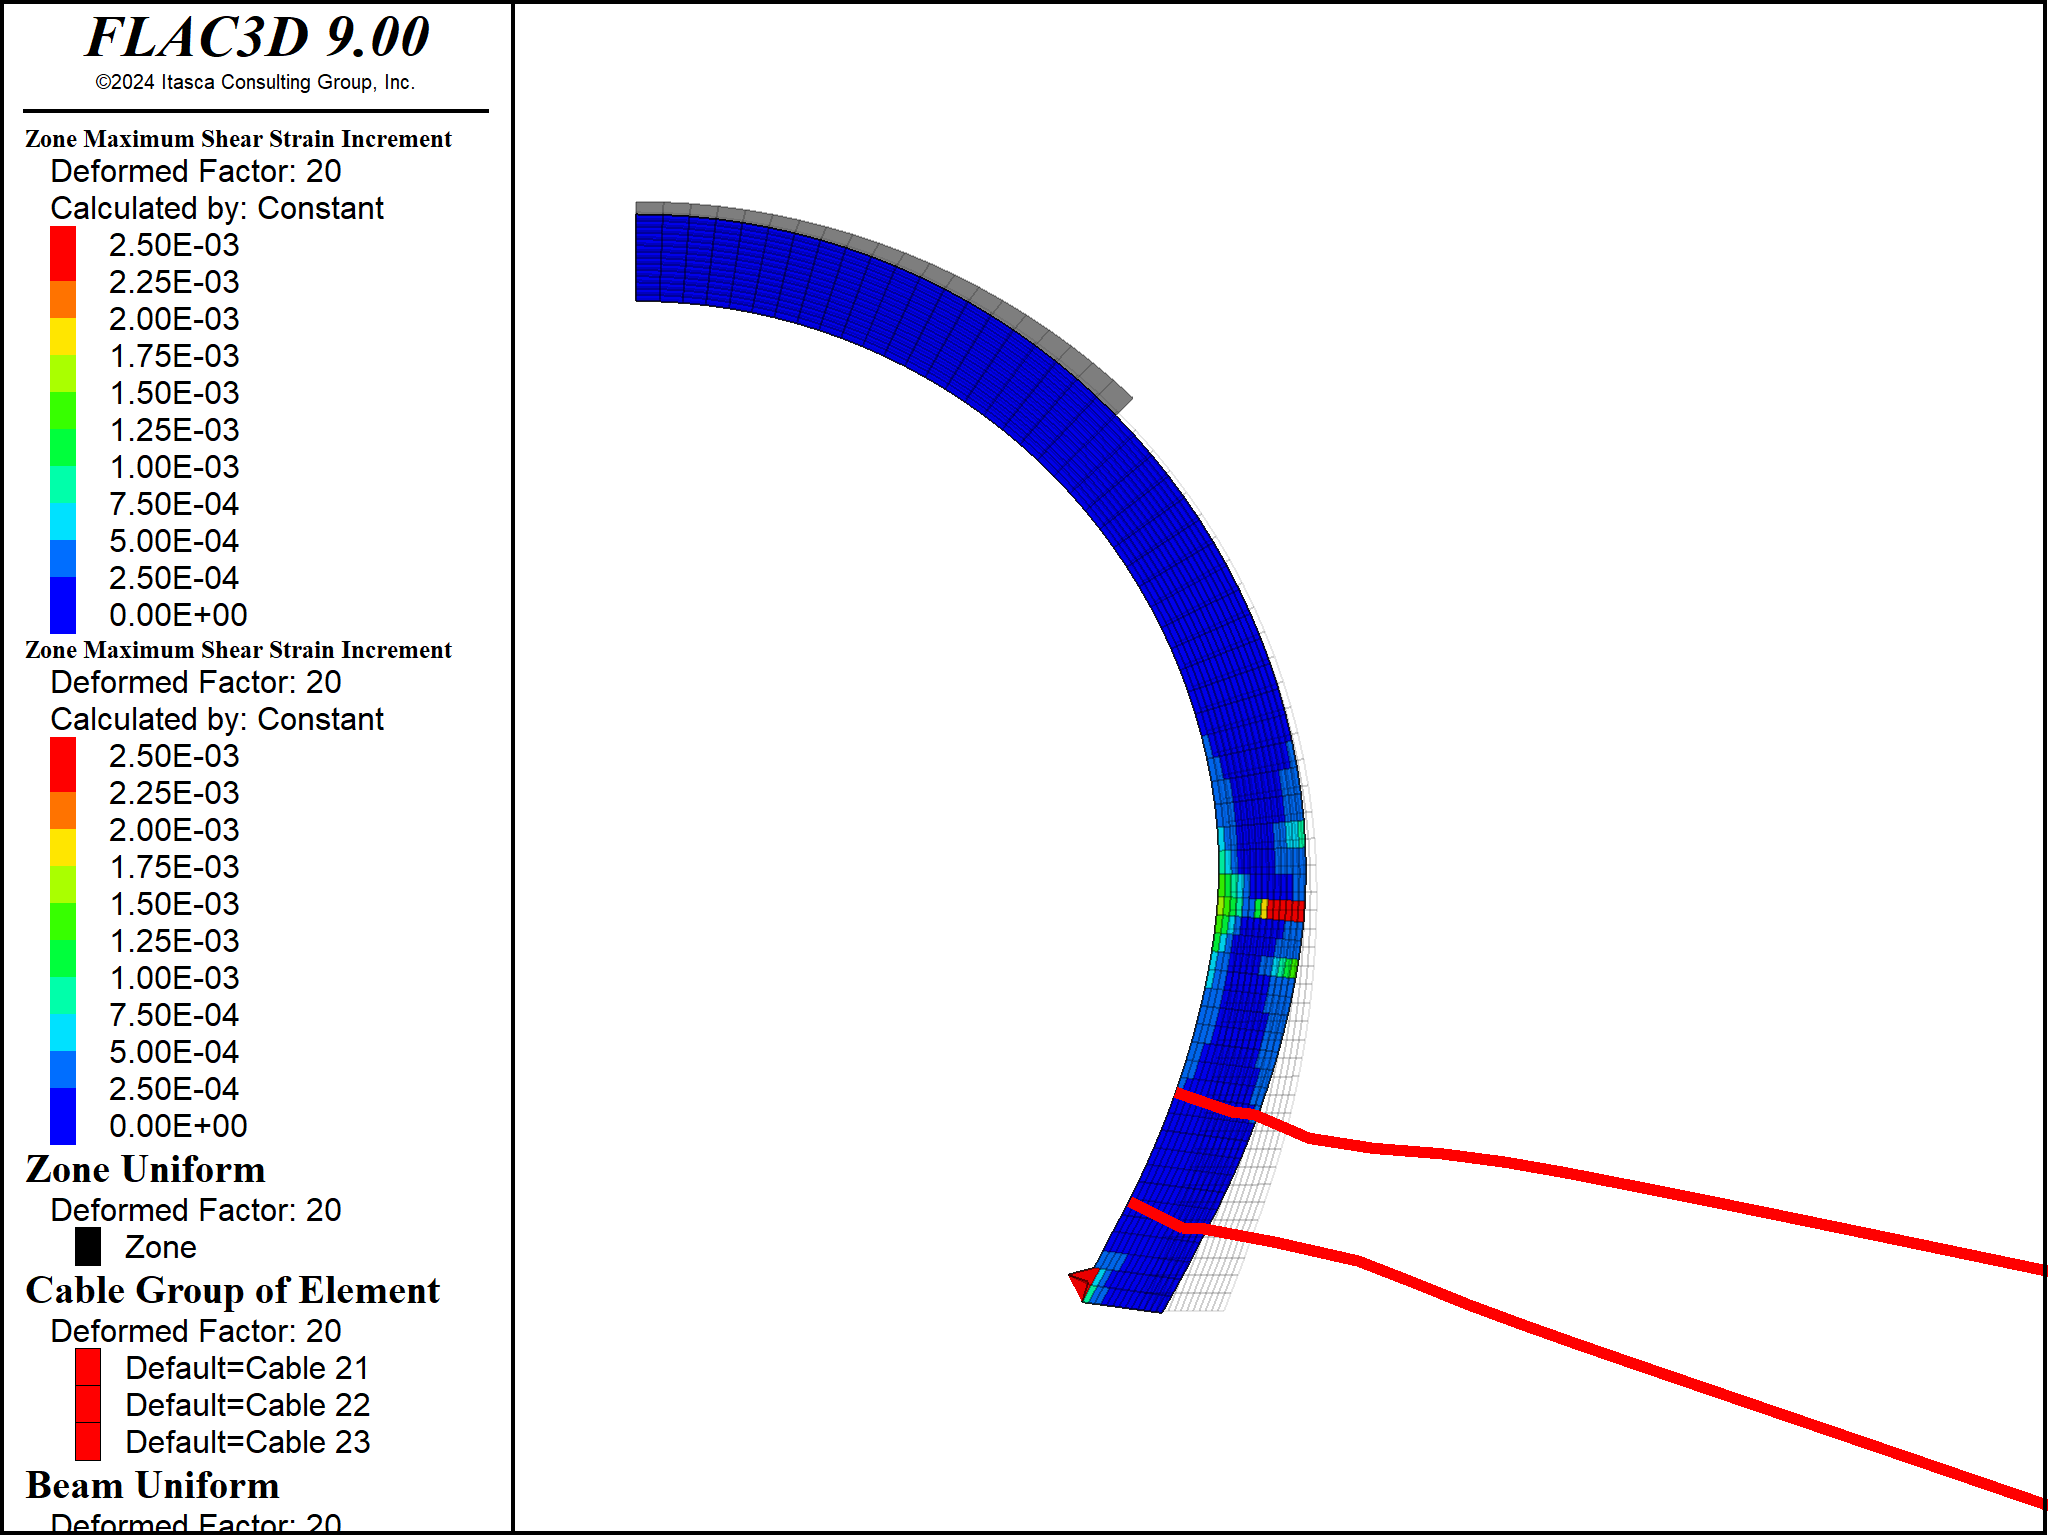 FLAC3D 9.00
©2024 Itasca Consulting Group, Inc.
Zone Maximum Shear Strain Increment
Deformed Factor: 20
Calculated by: Constant
2.50E-03
2.25E-03
2.00E-03
1.75E-03
1.50E-03
1.25E-03
1.00E-03
7.50E-04
5.00E-04
2.50E-04
0.00E+00
Zone Maximum Shear Strain Increment
Deformed Factor: 20
Calculated by: Constant
2.50E-03
2.25E-03
2.00E-03
1.75E-03
1.50E-03
1.25E-03
1.00E-03
7.50E-04
5.00E-04
2.50E-04
0.00E+00
Zone Uniform
Deformed Factor: 20
Zone
Cable Group of Element
Deformed Factor: 20
Default=Cable 21
Default=Cable 22
Default=Cable 23
Beam Uniform
Deformed Factor: 20